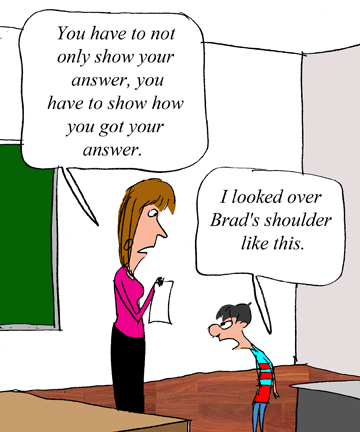 You have to not
only show your
answer, you
have to show how
you got your
answer.
I looked over
Brad's shoulder
like this.